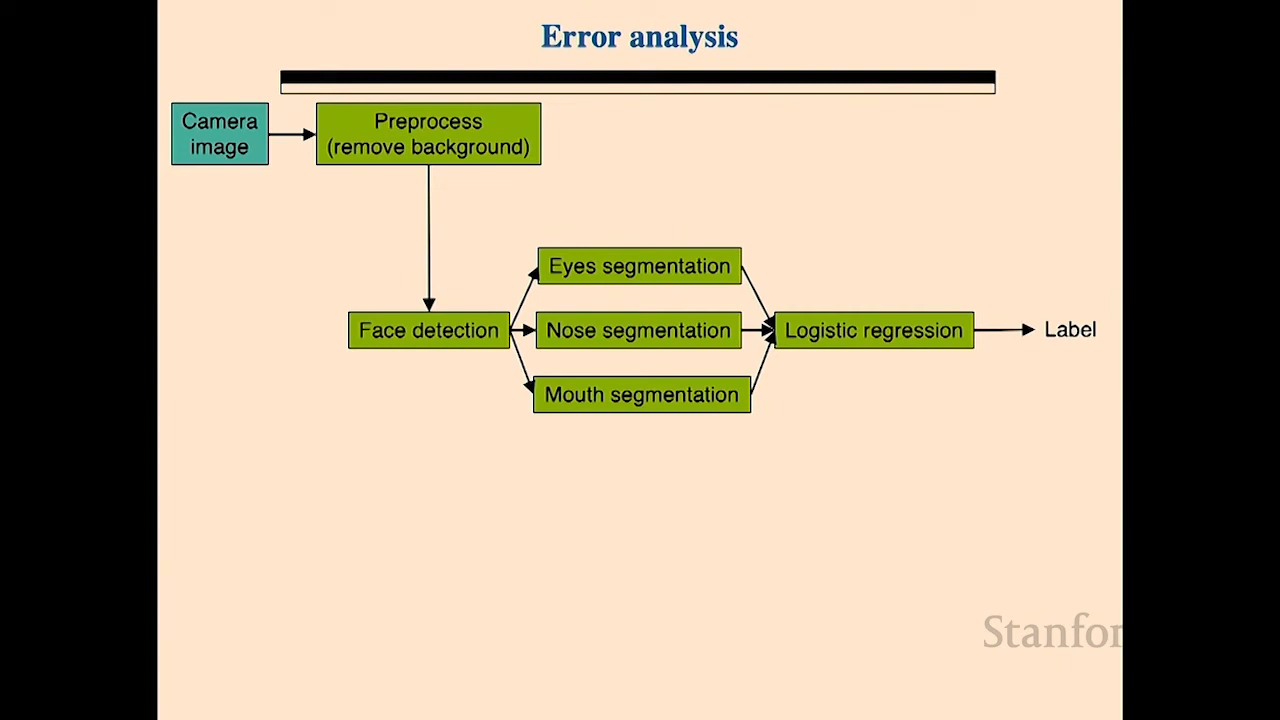 Error analysis
Camera
image
Preprocess
(remove background)
Eyes segmentation
Face detection
Nose segmentation
Logistic regression
Label
Mouth segmentation
Stanfor